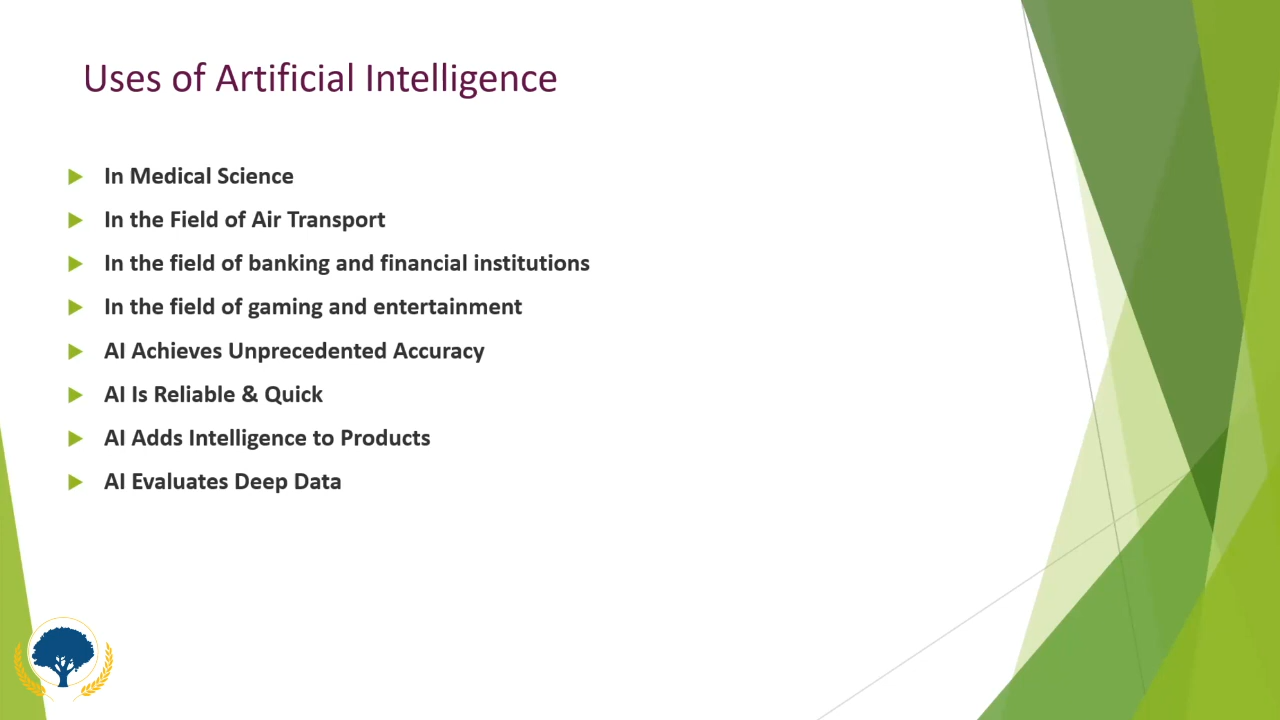 Uses of Artificial Intelligence
In Medical Science
In the Field of Air Transport
In the field of banking and financial institutions
In the field of gaming and entertainment
AI Achieves Unprecedented Accuracy
AI Is Reliable & Quick
AI Adds Intelligence to Products
AI Evaluates Deep Data